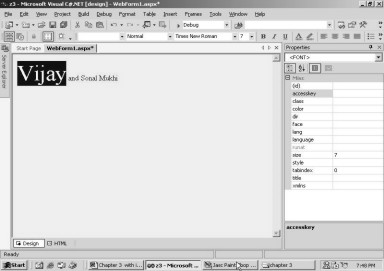 z3 - Microsoft Visual C#.NET [design] - WebForm1.aspx*
File Edit View Project Build Debug Format Table Insert Frames Tools Window Help
Debug
Normal Times New Roman 7 B I U A
Server Explorer
Start Page WebForm1.aspx*
Vijay and Sonal Mukhi
Design HTML
Properties
<FONT>
Misc
(id)
accesskey
class
color
dir
face
lang
language
runat
size 7
style
tabindex 0
title
xmlns
accesskey
Ready
Start Chapter 3 with i... z3 - Microsoft ... Jasc Paint Shop ... chapter 3 7:48 PM